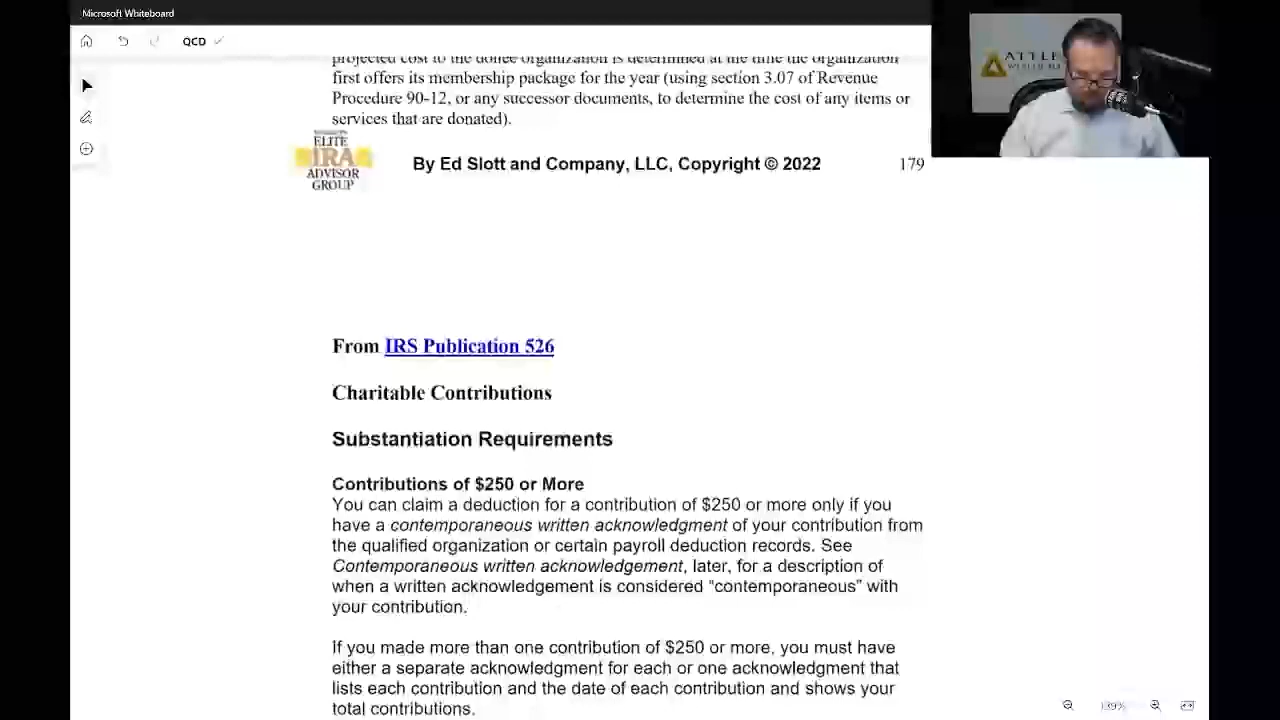 Microsoft Whiteboard
QCD
projected cost to the donee organization is determined at the time the organization
first offers its membership package for the year (using section 3.07 of Revenue
Procedure 90-12, or any successor documents, to determine the cost of any items or
services that are donated).
ELITE
IRA
ADVISOR
GROUP
By Ed Slott and Company, LLC, Copyright © 2022
179
From IRS Publication 526
Charitable Contributions
Substantiation Requirements
Contributions of $250 or More
You can claim a deduction for a contribution of $250 or more only if you
have a contemporaneous written acknowledgment of your contribution from
the qualified organization or certain payroll deduction records. See
Contemporaneous written acknowledgement, later, for a description of
when a written acknowledgement is considered “contemporaneous” with
your contribution.
If you made more than one contribution of $250 or more, you must have
either a separate acknowledgment for each or one acknowledgment that
lists each contribution and the date of each contribution and shows your
total contributions.
139%